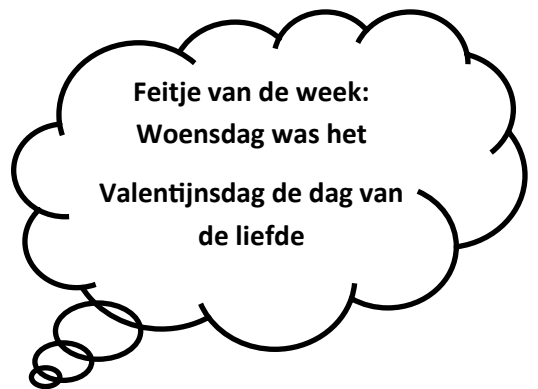 Feitje van de week:
Woensdag was het
Valentijnsdag de dag van
de liefde